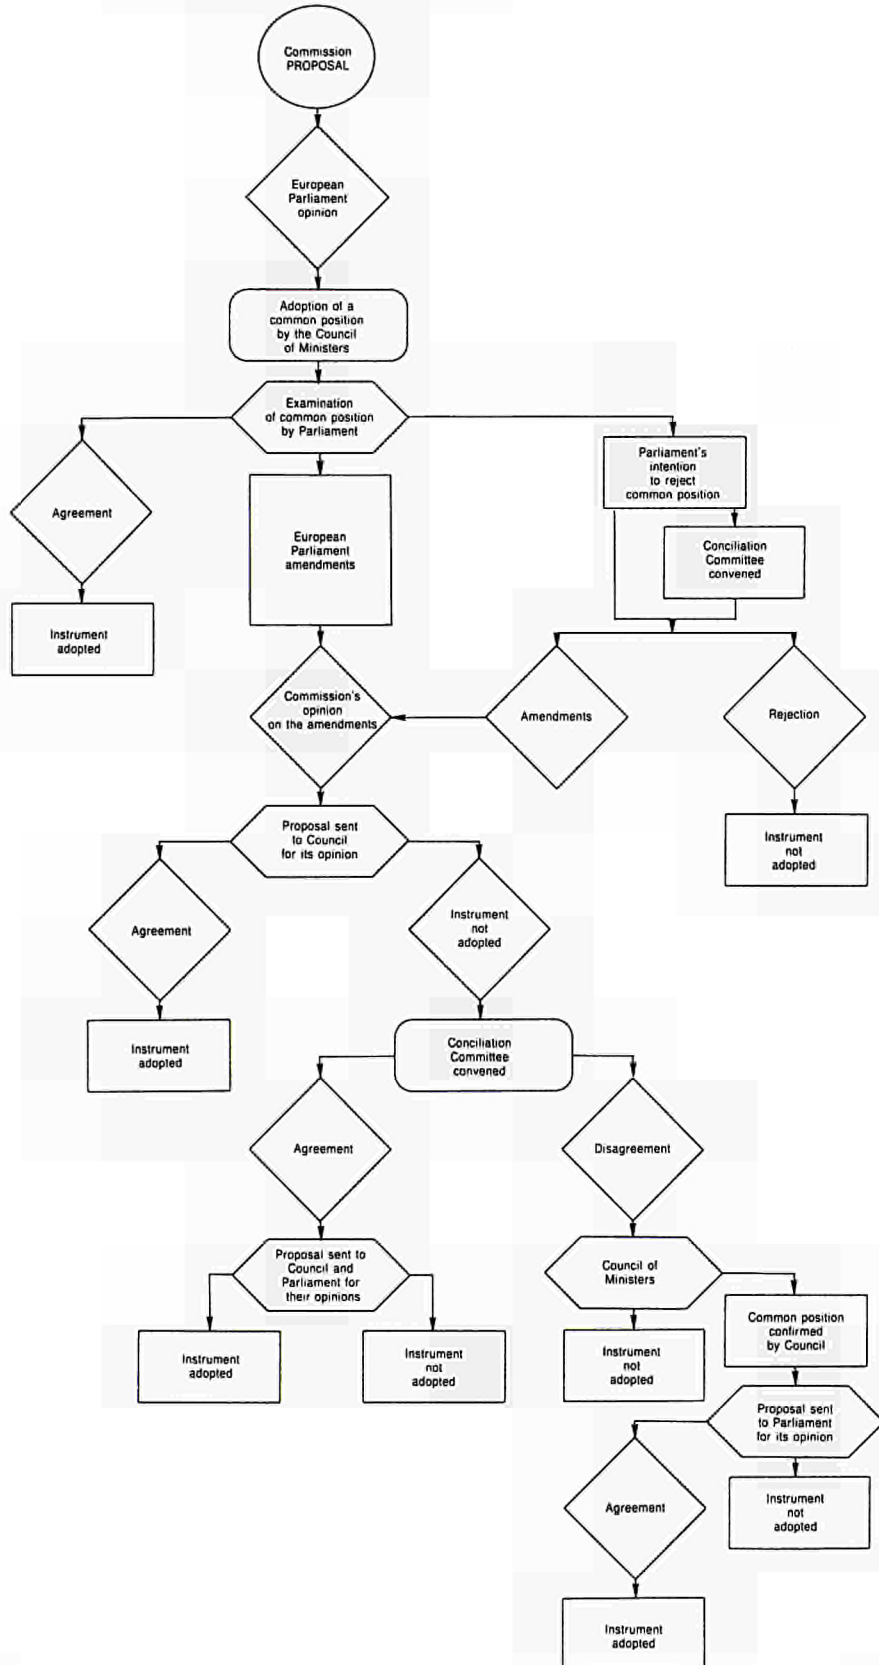 Commission
PROPOSAL
European
Parliament
opinion
Adoption of a
common position
by the Council
of Ministers
Examination
of common position
by Parliament
Parliament's
intention
to reject
common position
Agreement
European
Parliament
amendments
Conciliation
Committee
convened
Instrument
adopted
Commission's
opinion
on the amendments
Amendments
Rejection
Proposal sent
to Council
for its opinion
Instrument
not
adopted
Agreement
Instrument
not
adopted
Instrument
adopted
Conciliation
Committee
convened
Agreement
Disagreement
Proposal sent to
Council and
Parliament for
their opinions
Council of
Ministers
Common position
confirmed
by Council
Instrument
adopted
Instrument
not
adopted
Instrument
not
adopted
Proposal sent
to Parliament
for its opinion
Agreement
Instrument
not
adopted
Instrument
adopted